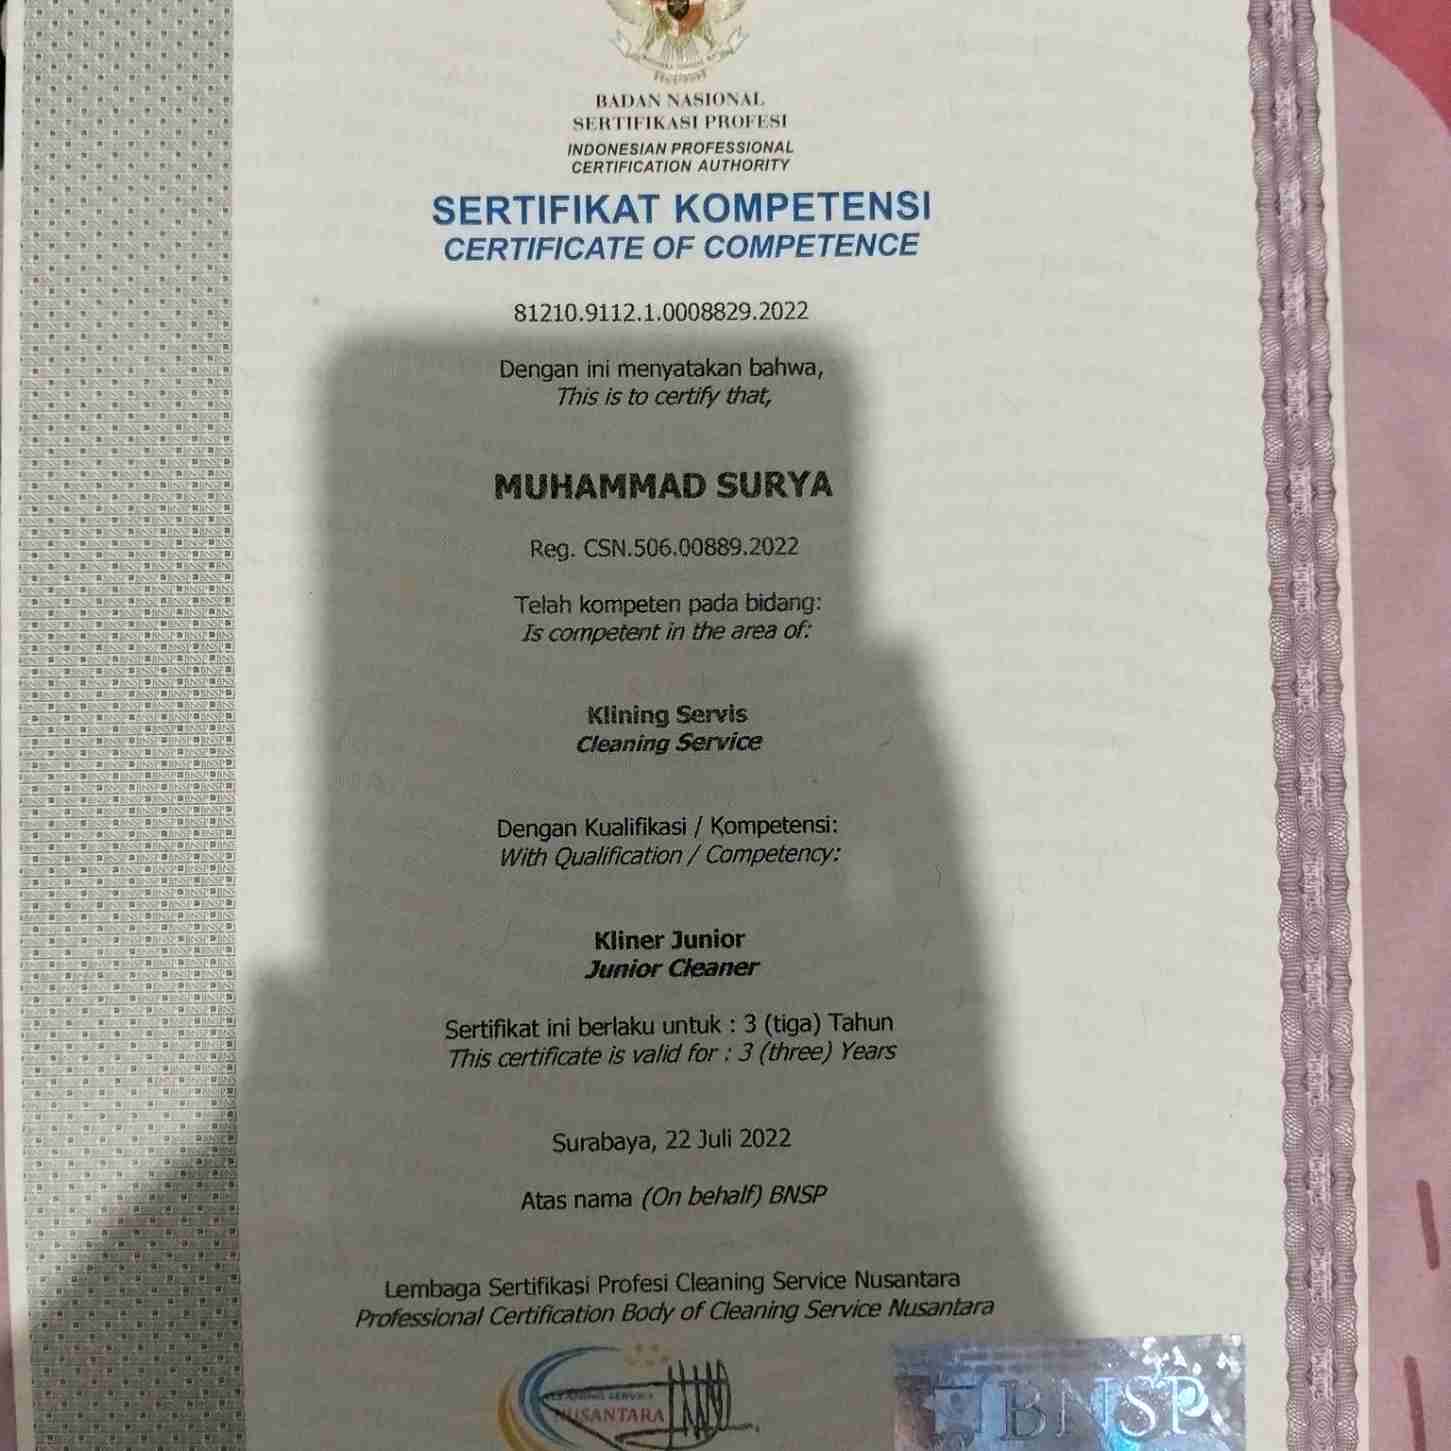 BADAN NASIONAL
SERTIFIKASI PROFESI
INDONESIAN PROFESSIONAL
CERTIFICATION AUTHORITY
SERTIFIKAT KOMPETENSI
CERTIFICATE OF COMPETENCE
81210.9112.1.0008829.2022
Dengan ini menyatakan bahwa,
This is to certify that,
MUHAMMAD SURYA
Reg. CSN.506.00889.2022
Telah kompeten pada bidang:
Is competent in the area of:
Klining Servis
Cleaning Service
Dengan Kualifikasi / Kompetensi:
With Qualification / Competency:
Kliner Junior
Junior Cleaner
Sertifikat ini berlaku untuk : 3 (tiga) Tahun
This certificate is valid for : 3 (three) Years
Surabaya, 22 Juli 2022
Atas nama (On behalf) BNSP
Lembaga Sertifikasi Profesi Cleaning Service Nusantara
Professional Certification Body of Cleaning Service Nusantara
NUSANTARA
BNSP